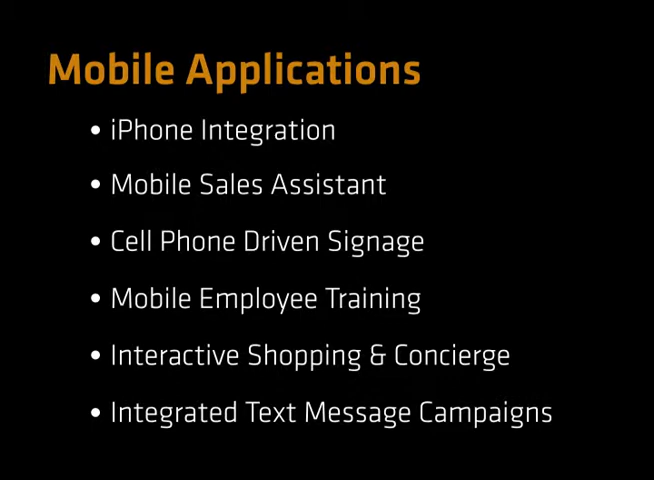 Mobile Applications
• iPhone Integration
• Mobile Sales Assistant
• Cell Phone Driven Signage
• Mobile Employee Training
• Interactive Shopping & Concierge
• Integrated Text Message Campaigns